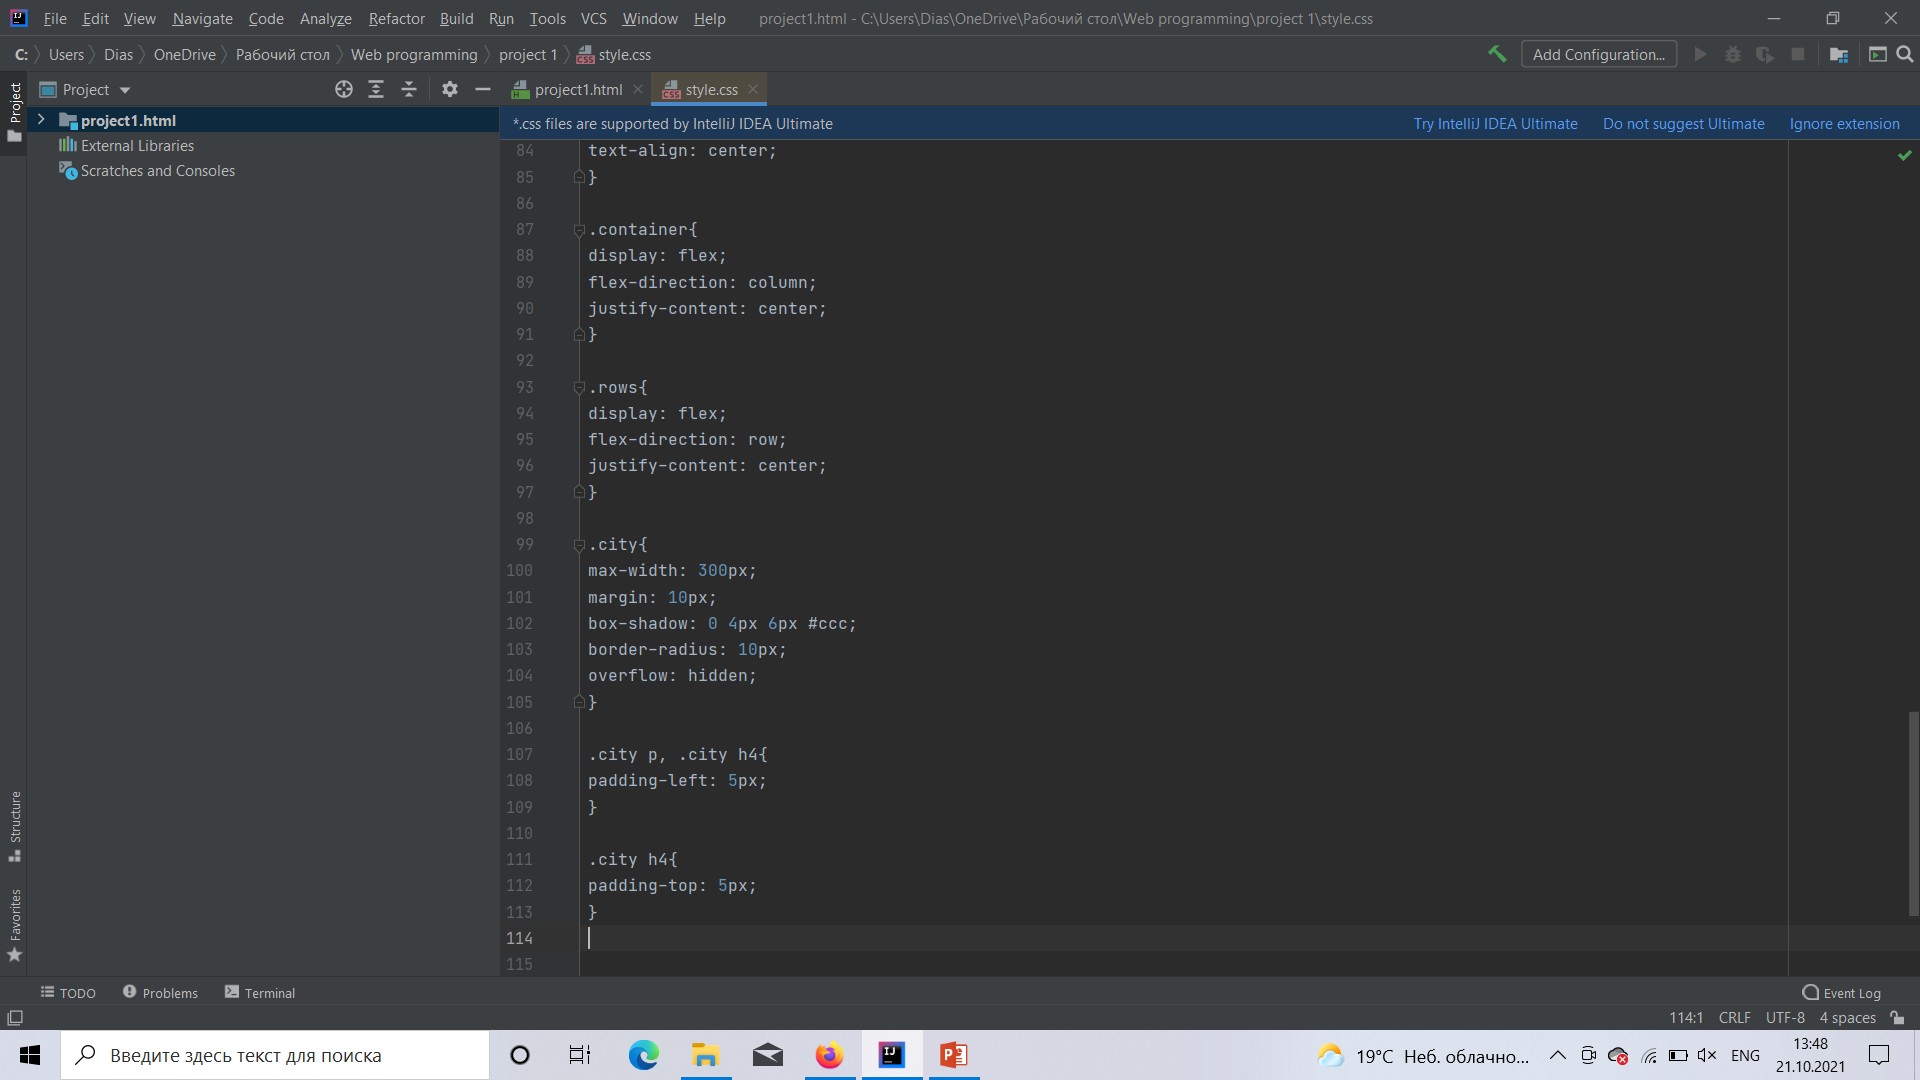 File Edit View Navigate Code Analyze Refactor Build Run Tools VCS Window Help project1.html - C:\Users\Dias\OneDrive\Рабочий стол\Web programming\project 1\style.css
C: Users Dias OneDrive Рабочий стол Web programming project 1 style.css Add Configuration...
Project project1.html style.css
Project
project1.html
External Libraries
Scratches and Consoles
*.css files are supported by IntelliJ IDEA Ultimate Try IntelliJ IDEA Ultimate Do not suggest Ultimate Ignore extension
84 text-align: center;
85 }
86
87 .container{
88 display: flex;
89 flex-direction: column;
90 justify-content: center;
91 }
92
93 .rows{
94 display: flex;
95 flex-direction: row;
96 justify-content: center;
97 }
98
99 .city{
100 max-width: 300px;
101 margin: 10px;
102 box-shadow: 0 4px 6px #ccc;
103 border-radius: 10px;
104 overflow: hidden;
105 }
106
107 .city p, .city h4{
108 padding-left: 5px;
109 }
110
111 .city h4{
112 padding-top: 5px;
113 }
114
115
Structure
Favorites
TODO Problems Terminal Event Log
114:1 CRLF UTF-8 4 spaces
Введите здесь текст для поиска 19°C Неб. облачно... ENG 13:48
21.10.2021